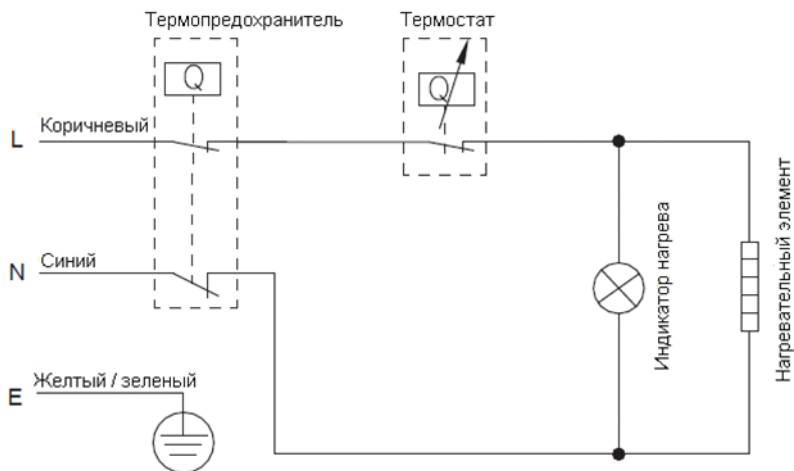 Термопредохранитель
Термостат
Q
Q
L
Коричневый
N
Синий
E
Желтый / зеленый
Индикатор нагрева
Нагревательный элемент